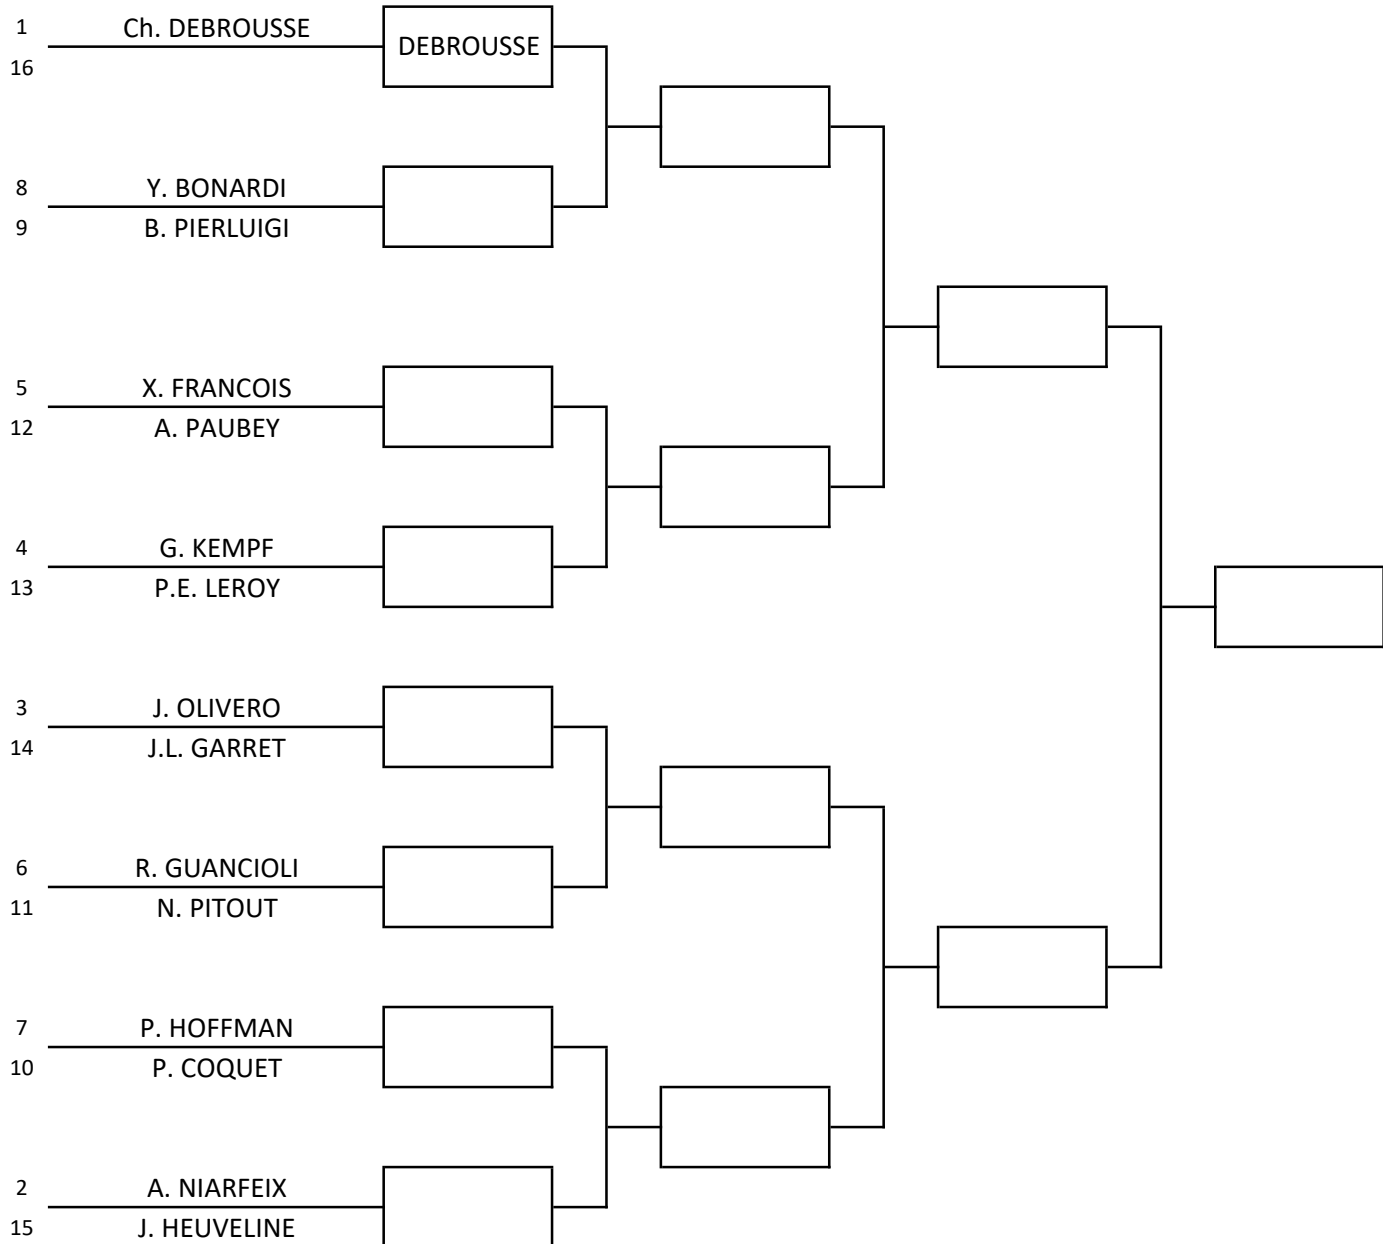 1 Ch. DEBROUSSE DEBROUSSE
16
8 Y. BONARDI
9 B. PIERLUIGI
5 X. FRANCOIS
12 A. PAUBEY
4 G. KEMPF
13 P.E. LEROY
3 J. OLIVERO
14 J.L. GARRET
6 R. GUANCIOLI
11 N. PITOUT
7 P. HOFFMAN
10 P. COQUET
2 A. NIARFEIX
15 J. HEUVELINE